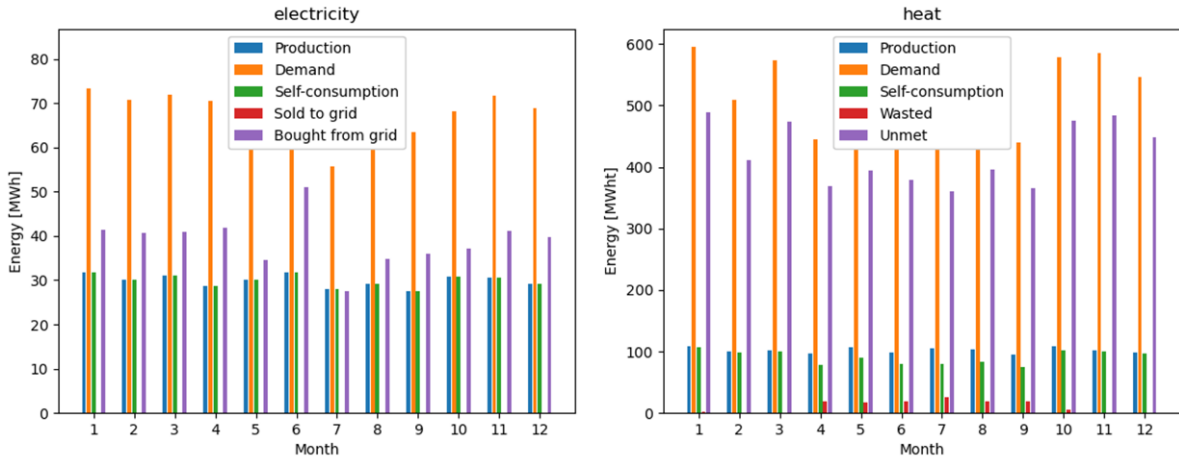 electricity
Production
Demand
Self-consumption
Sold to grid
Bought from grid
Energy [MWh]
80
70
60
50
40
30
20
10
0
1 2 3 4 5 6 7 8 9 10 11 12
Month
heat
Production
Demand
Self-consumption
Wasted
Unmet
Energy [MWht]
600
500
400
300
200
100
0
1 2 3 4 5 6 7 8 9 10 11 12
Month